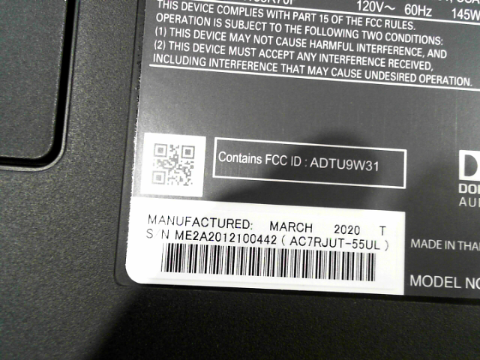 120V~ 60Hz 145W
THIS DEVICE COMPLIES WITH PART 15 OF THE FCC RULES.
OPERATION IS SUBJECT TO THE FOLLOWING TWO CONDITIONS:
(1) THIS DEVICE MAY NOT CAUSE HARMFUL INTERFERENCE, AND
(2) THIS DEVICE MUST ACCEPT ANY INTERFERENCE RECEIVED,
INCLUDING INTERFERENCE THAT MAY CAUSE UNDESIRED OPERATION.
Contains FCC ID : ADTU9W31
MANUFACTURED: MARCH 2020 T
S/N ME2A2012100442 ( AC7RJUT-55UL )
MADE IN THA
MODEL NO